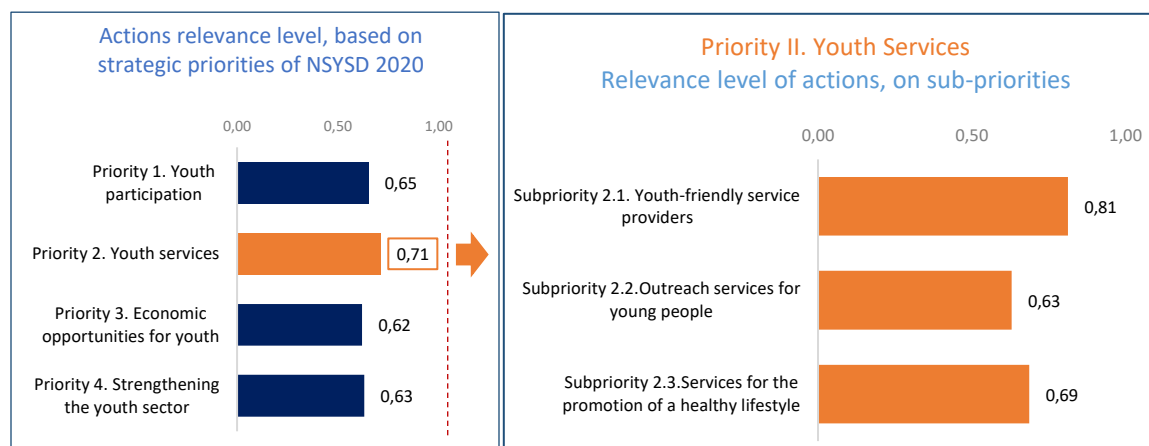 Actions relevance level, based on
strategic priorities of NSYSD 2020
0,00 0,50 1,00
Priority 1. Youth
participation
0,65
Priority 2. Youth services
0,71
Priority 3. Economic
opportunities for youth
0,62
Priority 4. Strengthening
the youth sector
0,63
Priority II. Youth Services
Relevance level of actions, on sub-priorities
0,00 0,50 1,00
Subpriority 2.1. Youth-friendly service
providers
0,81
Subpriority 2.2.Outreach services for
young people
0,63
Subpriority 2.3.Services for the
promotion of a healthy lifestyle
0,69